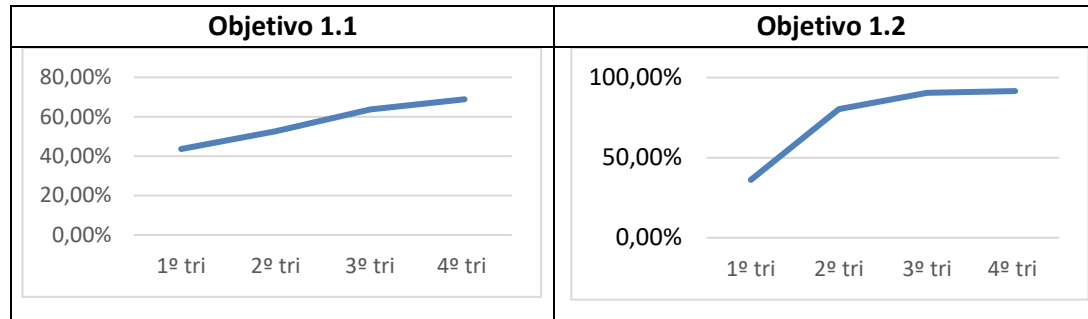 Objetivo 1.1
80,00%
60,00%
40,00%
20,00%
0,00%
1º tri 2º tri 3º tri 4º tri
Objetivo 1.2
100,00%
50,00%
0,00%
1º tri 2º tri 3º tri 4º tri